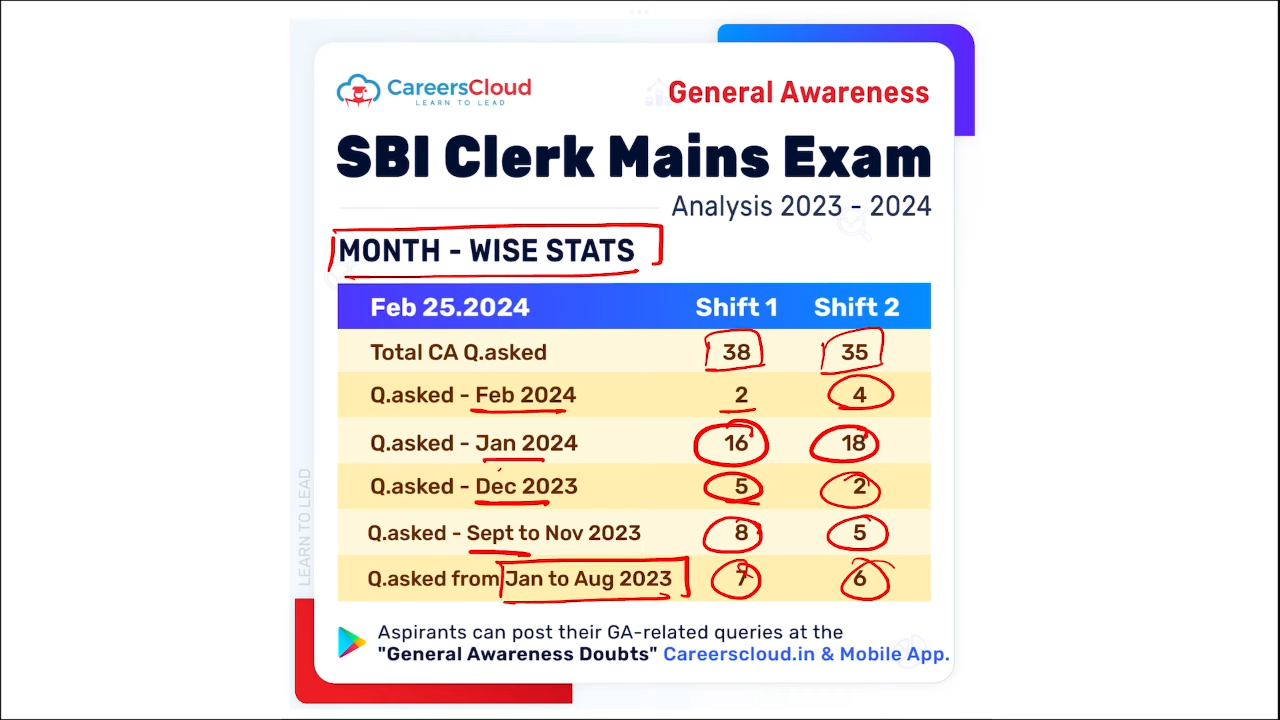 CareersCloud
LEARN TO LEAD
General Awareness
SBI Clerk Mains Exam
Analysis 2023 - 2024
MONTH - WISE STATS
Feb 25.2024 Shift 1 Shift 2
Total CA Q.asked 38 35
Q.asked - Feb 2024 2 4
Q.asked - Jan 2024 16 18
Q.asked - Dec 2023 5 2
Q.asked - Sept to Nov 2023 8 5
Q.asked from Jan to Aug 2023 7 6
LEARN TO LEAD
Aspirants can post their GA-related queries at the
"General Awareness Doubts" Careerscloud.in & Mobile App.